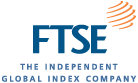 FTSE
THE INDEPENDENT
GLOBAL INDEX COMPANY